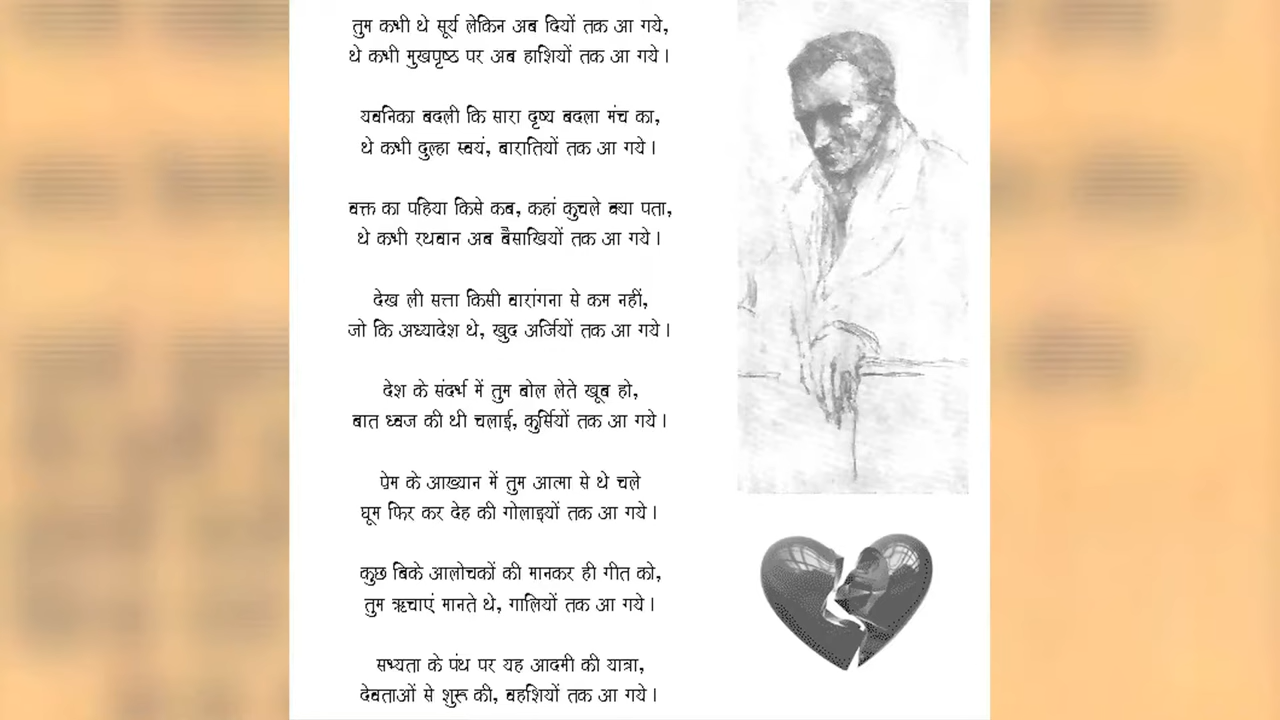 तुम कभी थे सूर्य लेकिन अब दियों तक आ गये,
थे कभी मुखपृष्ठ पर अब हाशियों तक आ गये।
यवनिका बदली कि सारा दृष्य बदला मंच का,
थे कभी दुल्हा स्वयं, बारातियों तक आ गये।
वक्त का पहिया किसे कब, कहां कुचले क्या पता,
थे कभी रथवान अब बैसाखियों तक आ गये।
देख ली सत्ता किसी वारांगना से कम नहीं,
जो कि अध्यादेश थे, खुद अर्जियों तक आ गये।
देश के संदर्भ में तुम बोल लेते खूब हो,
बात ध्वज की थी चलाई, कुर्सियों तक आ गये।
प्रेम के आख्यान में तुम आत्मा से थे चले
घूम फिर कर देह की गोलाइयों तक आ गये।
कुछ बिके आलोचकों की मानकर ही गीत को,
तुम ऋचाएं मानते थे, गालियों तक आ गये।
सभ्यता के पंथ पर यह आदमी की यात्रा,
देवताओं से शुरू की, वहशियों तक आ गये।